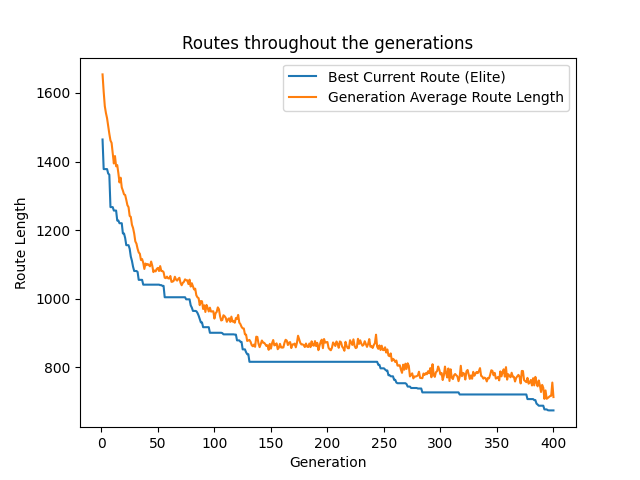 Routes throughout the generations
Best Current Route (Elite)
Generation Average Route Length
Route Length
1600
1400
1200
1000
800
0 50 100 150 200 250 300 350 400
Generation